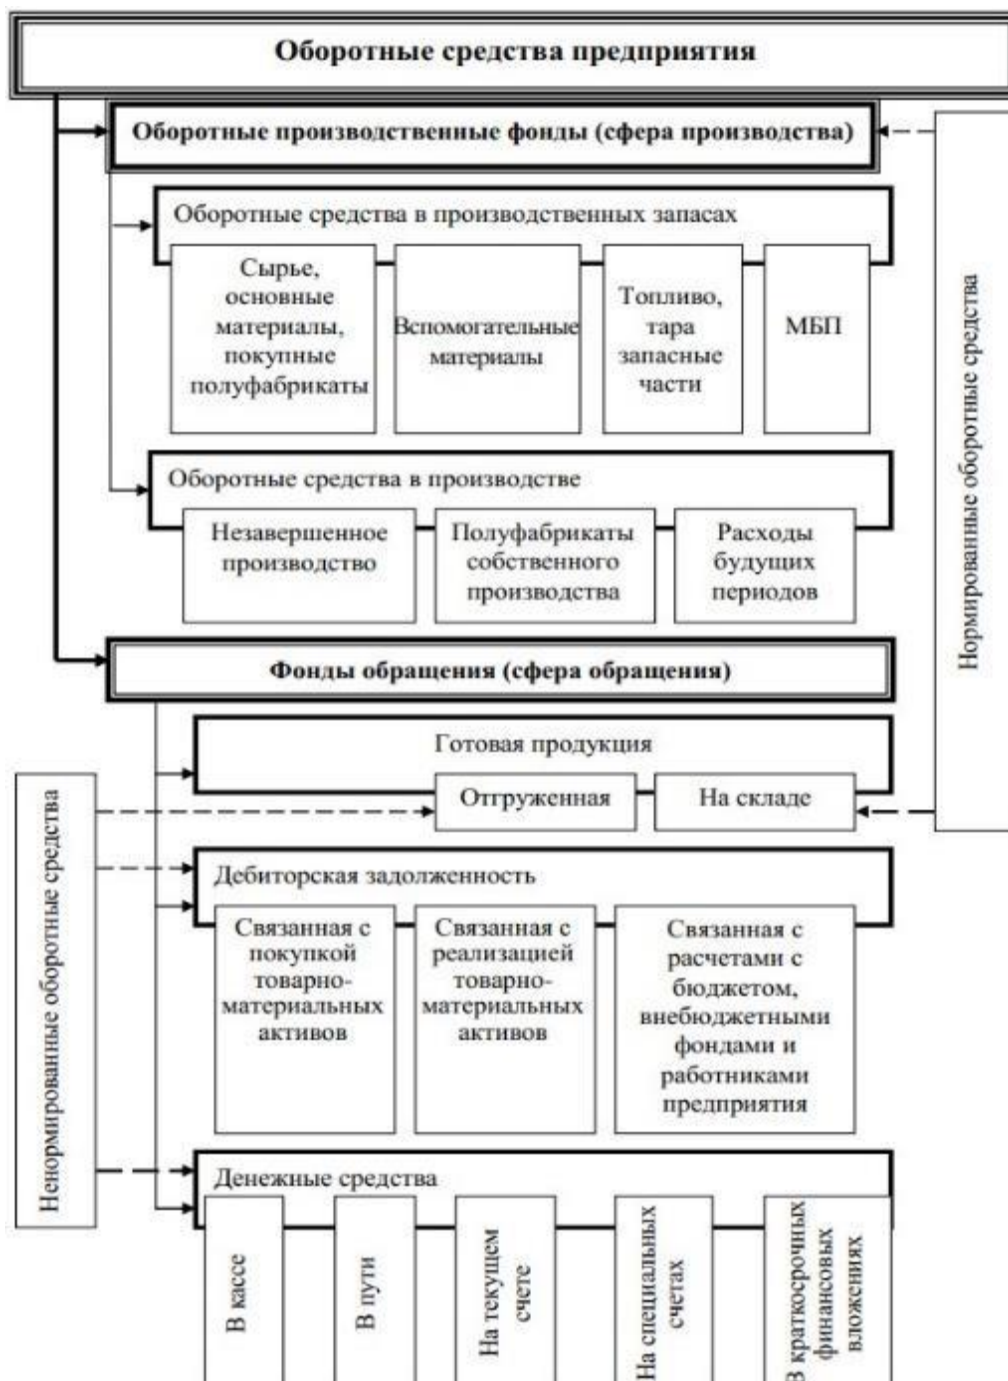 Оборотные средства предприятия
Оборотные производственные фонды (сфера производства)
Оборотные средства в производственных запасах
Сырье,
основные
материалы,
покупные
полуфабрикаты
Вспомогательные
материалы
Топливо,
тара
запасные
части
МБП
Оборотные средства в производстве
Незавершенное
производство
Полуфабрикаты
собственного
производства
Расходы
будущих
периодов
Нормированные оборотные средства
Фонды обращения (сфера обращения)
Готовая продукция
Отгруженная
На складе
Ненормированные оборотные средства
Дебиторская задолженность
Связанная с
покупкой
товарно-
материальных
активов
Связанная с
реализацией
товарно-
материальных
активов
Связанная с
расчетами с
бюджетом,
внебюджетными
фондами и
работниками
предприятия
Денежные средства
В кассе
В пути
На текущем
счете
На специальных
счетах
В краткосрочных
финансовых
вложениях